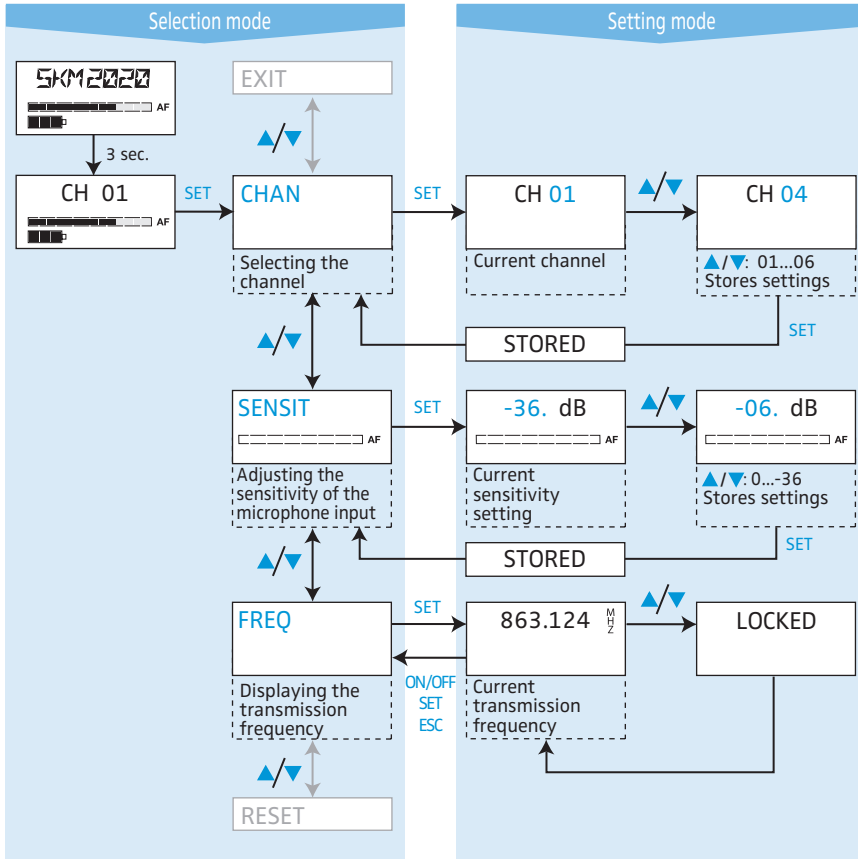 Selection mode
Setting mode
SKM2020
AF
3 sec.
EXIT
▲/▼
CH 01
AF
SET
CHAN
Selecting the
channel
SET
CH 01
Current channel
▲/▼
CH 04
▲/▼: 01...06
Stores settings
SET
STORED
▲/▼
SENSIT
AF
Adjusting the
sensitivity of the
microphone input
SET
-36. dB
AF
Current
sensitivity
setting
▲/▼
-06. dB
AF
▲/▼: 0...-36
Stores settings
SET
STORED
▲/▼
FREQ
Displaying the
transmission
frequency
SET
ON/OFF
SET
ESC
863.124 MHZ
Current
transmission
frequency
▲/▼
LOCKED
▲/▼
RESET